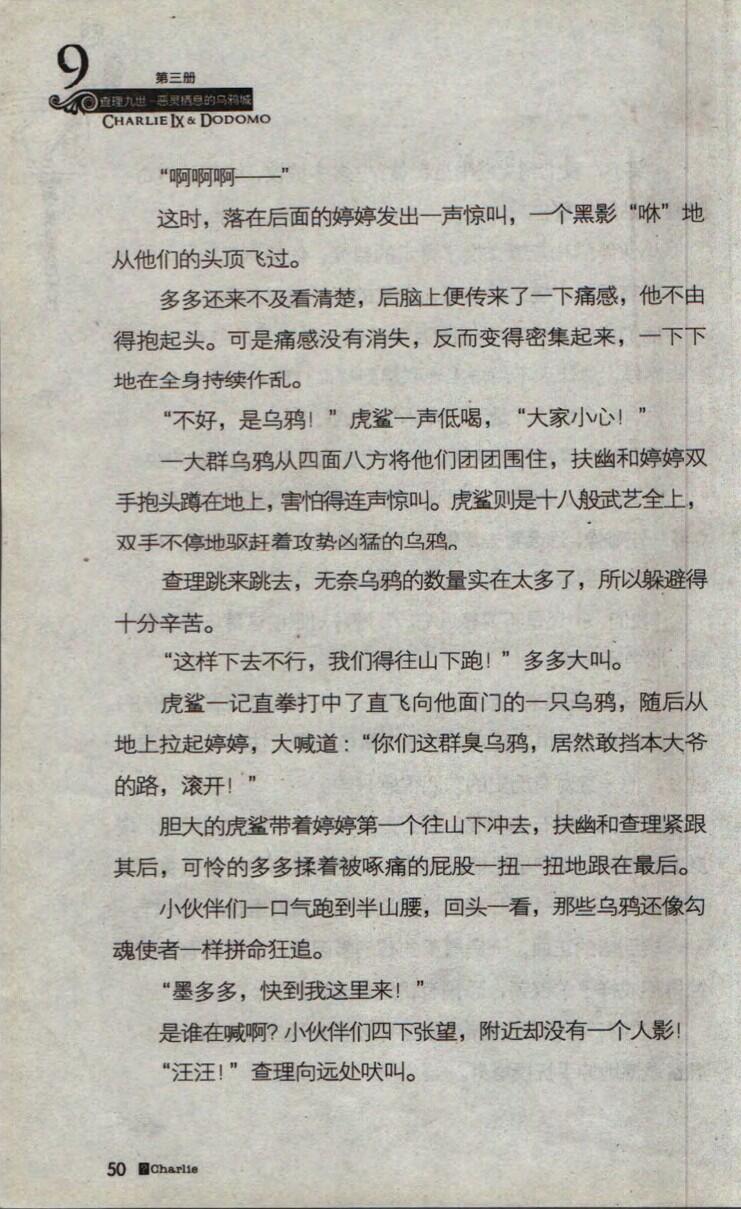 9
第三册
查理九世·恶灵栖息的乌鸦城
CHARLIE IX & DODOMO
“啊啊啊——”
这时，落在后面的婷婷发出一声惊叫，一个黑影“咻”地
从他们的头顶飞过。
多多还来不及看清楚，后脑上便传来了一下痛感，他不由
得抱起头。可是痛感没有消失，反而变得密集起来，一下下
地在全身持续作乱。
“不好，是乌鸦！”虎鲨一声低喝，“大家小心！”
一大群乌鸦从四面八方将他们团团围住，扶幽和婷婷双
手抱头蹲在地上，害怕得连声惊叫。虎鲨则是十八般武艺全上，
双手不停地驱赶着攻势凶猛的乌鸦。
查理跳来跳去，无奈乌鸦的数量实在太多了，所以躲避得
十分辛苦。
“这样下去不行，我们得往山下跑！”多多大叫。
虎鲨一记直拳打中了直飞向他面门的一只乌鸦，随后从
地上拉起婷婷，大喊道：“你们这群臭乌鸦，居然敢挡本大爷
的路，滚开！”
胆大的虎鲨带着婷婷第一个往山下冲去，扶幽和查理紧跟
其后，可怜的多多揉着被啄痛的屁股一扭一扭地跟在最后。
小伙伴们一口气跑到半山腰，回头一看，那些乌鸦还像勾
魂使者一样拼命狂追。
“墨多多，快到我这里来！”
是谁在喊啊？小伙伴们四下张望，附近却没有一个人影！
“汪汪！”查理向远处吠叫。
50 ?Charlie